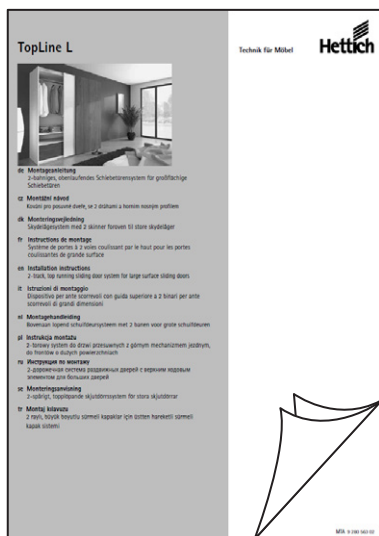 TopLine L
Technik für Möbel
Hettich
de Montageanleitung
2-bahniges, obenlaufendes Schiebetürensystem für großflächige
Schiebetüren
cz Montážní návod
Kování pro posuvné dveře, se 2 dráhami a horním nosným profilem
dk Monteringsvejledning
Skydelågesystem med 2 skinner foroven til store skydelåger
fr Instructions de montage
Système de portes à 2 voies coulissant par le haut pour les portes
coulissantes de grande surface
en Installation instructions
2-track, top running sliding door system for large surface sliding doors
it Istruzioni di montaggio
Dispositivo per ante scorrevoli con guida superiore a 2 binari per ante
scorrevoli di grandi dimensioni
nl Montagehandleiding
Bovenaan lopend schuifdeursysteem met 2 banen voor grote schuifdeuren
pl Instrukcja montażu
2-torowy system do drzwi przesuwnych z górnym mechanizmem jezdnym,
do frontów o dużych powierzchniach
ru Инструкция по монтажу
2-дорожечная система раздвижных дверей с верхним ходовым
элементом для больших дверей
se Monteringsanvisning
2-spårigt, topplöpande skjutdörrssystem för stora skjutdörrar
tr Montaj kılavuzu
2 raylı, büyük boyutlu sürmeli kapaklar için üstten hareketli sürmeli
kapak sistemi
MTA